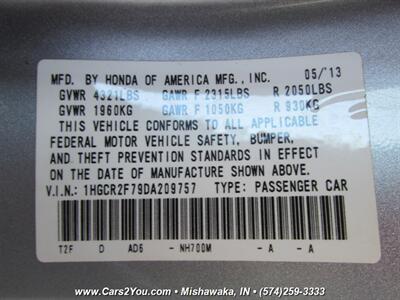 MFD. BY HONDA OF AMERICA MFG., INC. 05/'13
GVWR 4321LBS GAWR F 2315LBS R 2050LBS
GVWR 1960KG GAWR F 1050KG R 930KG
THIS VEHICLE CONFORMS TO ALL APPLICABLE
FEDERAL MOTOR VEHICLE SAFETY, BUMPER,
AND THEFT PREVENTION STANDARDS IN EFFECT
ON THE DATE OF MANUFACTURE SHOWN ABOVE.
V.I.N.: 1HGCR2F79DA209757 TYPE: PASSENGER CAR
T2F D AD6 - NH700M - A - A
www.Cars2You.com • Mishawaka, IN • (574)259-3333